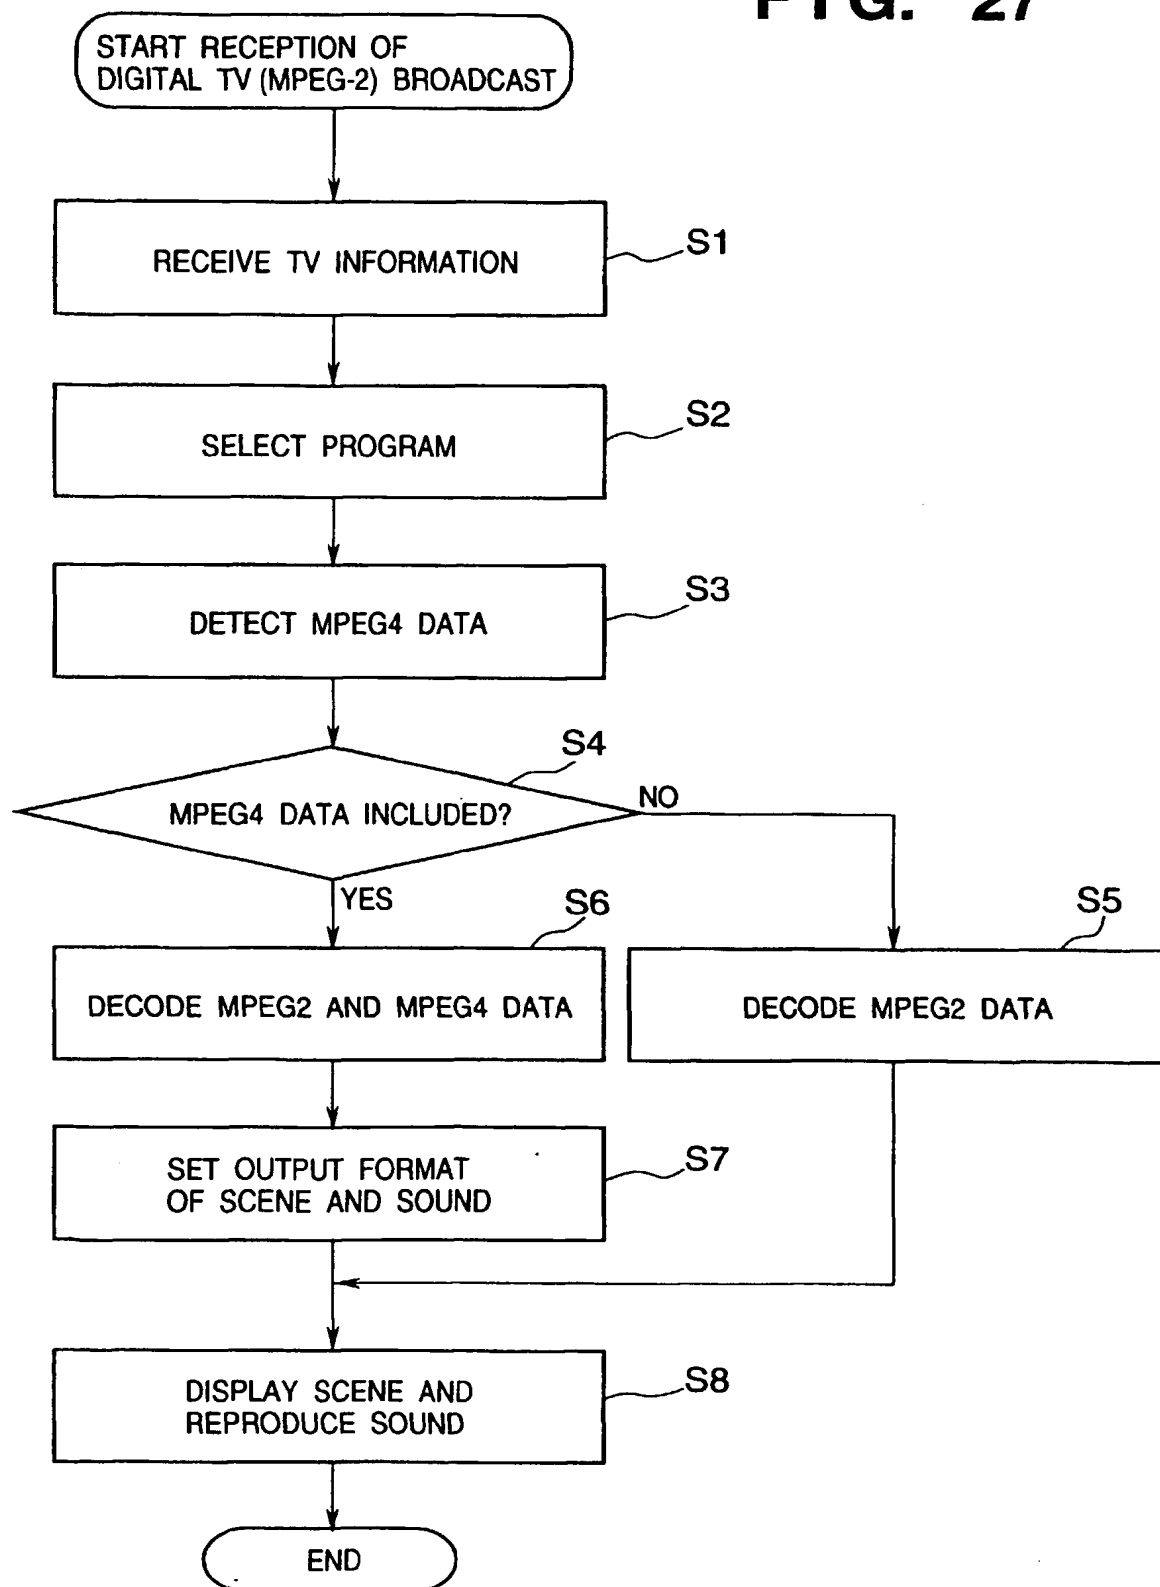 FIG. 27
START RECEPTION OF
DIGITAL TV (MPEG-2) BROADCAST
RECEIVE TV INFORMATION
S1
SELECT PROGRAM
S2
DETECT MPEG4 DATA
S3
S4
MPEG4 DATA INCLUDED?
NO
YES
S6
S5
DECODE MPEG2 AND MPEG4 DATA
DECODE MPEG2 DATA
SET OUTPUT FORMAT
OF SCENE AND SOUND
S7
DISPLAY SCENE AND
REPRODUCE SOUND
S8
END